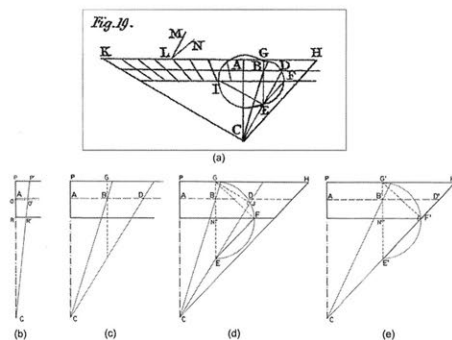 Fig. 19.
M
N
K L A B G D H
I F
E
C
(a)
P P'
A
Q Q'
R R'
C
(b)
P G
A B D
C
(c)
P G H
A B D
F
E
C
(d)
P G' H
A B' D'
F'
E'
C
(e)